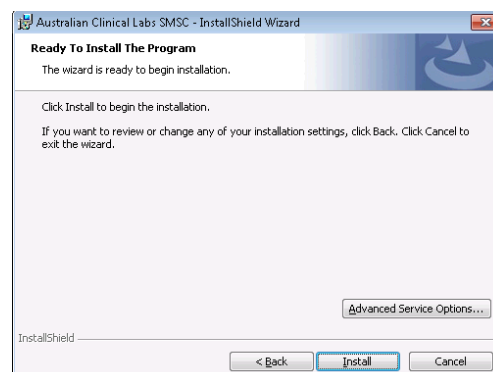 Australian Clinical Labs SMSC - InstallShield Wizard
Ready To Install The Program
The wizard is ready to begin installation.
Click Install to begin the installation.
If you want to review or change any of your installation settings, click Back. Click Cancel to
exit the wizard.
Advanced Service Options...
InstallShield
< Back
Install
Cancel